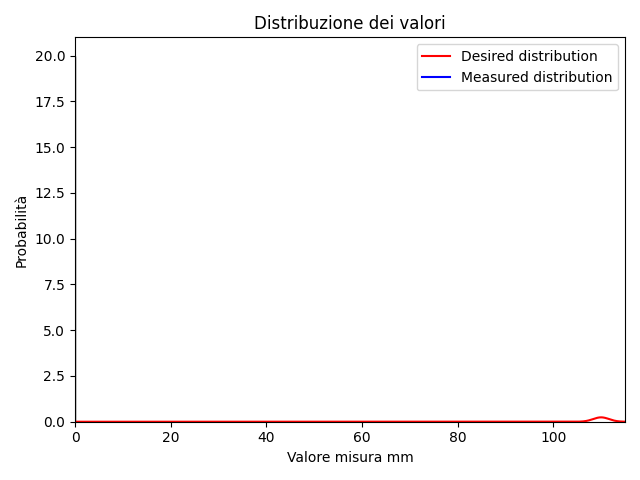 Distribuzione dei valori
Desired distribution
Measured distribution
20.0
17.5
15.0
12.5
10.0
7.5
5.0
2.5
0.0
Probabilità
0 20 40 60 80 100
Valore misura mm